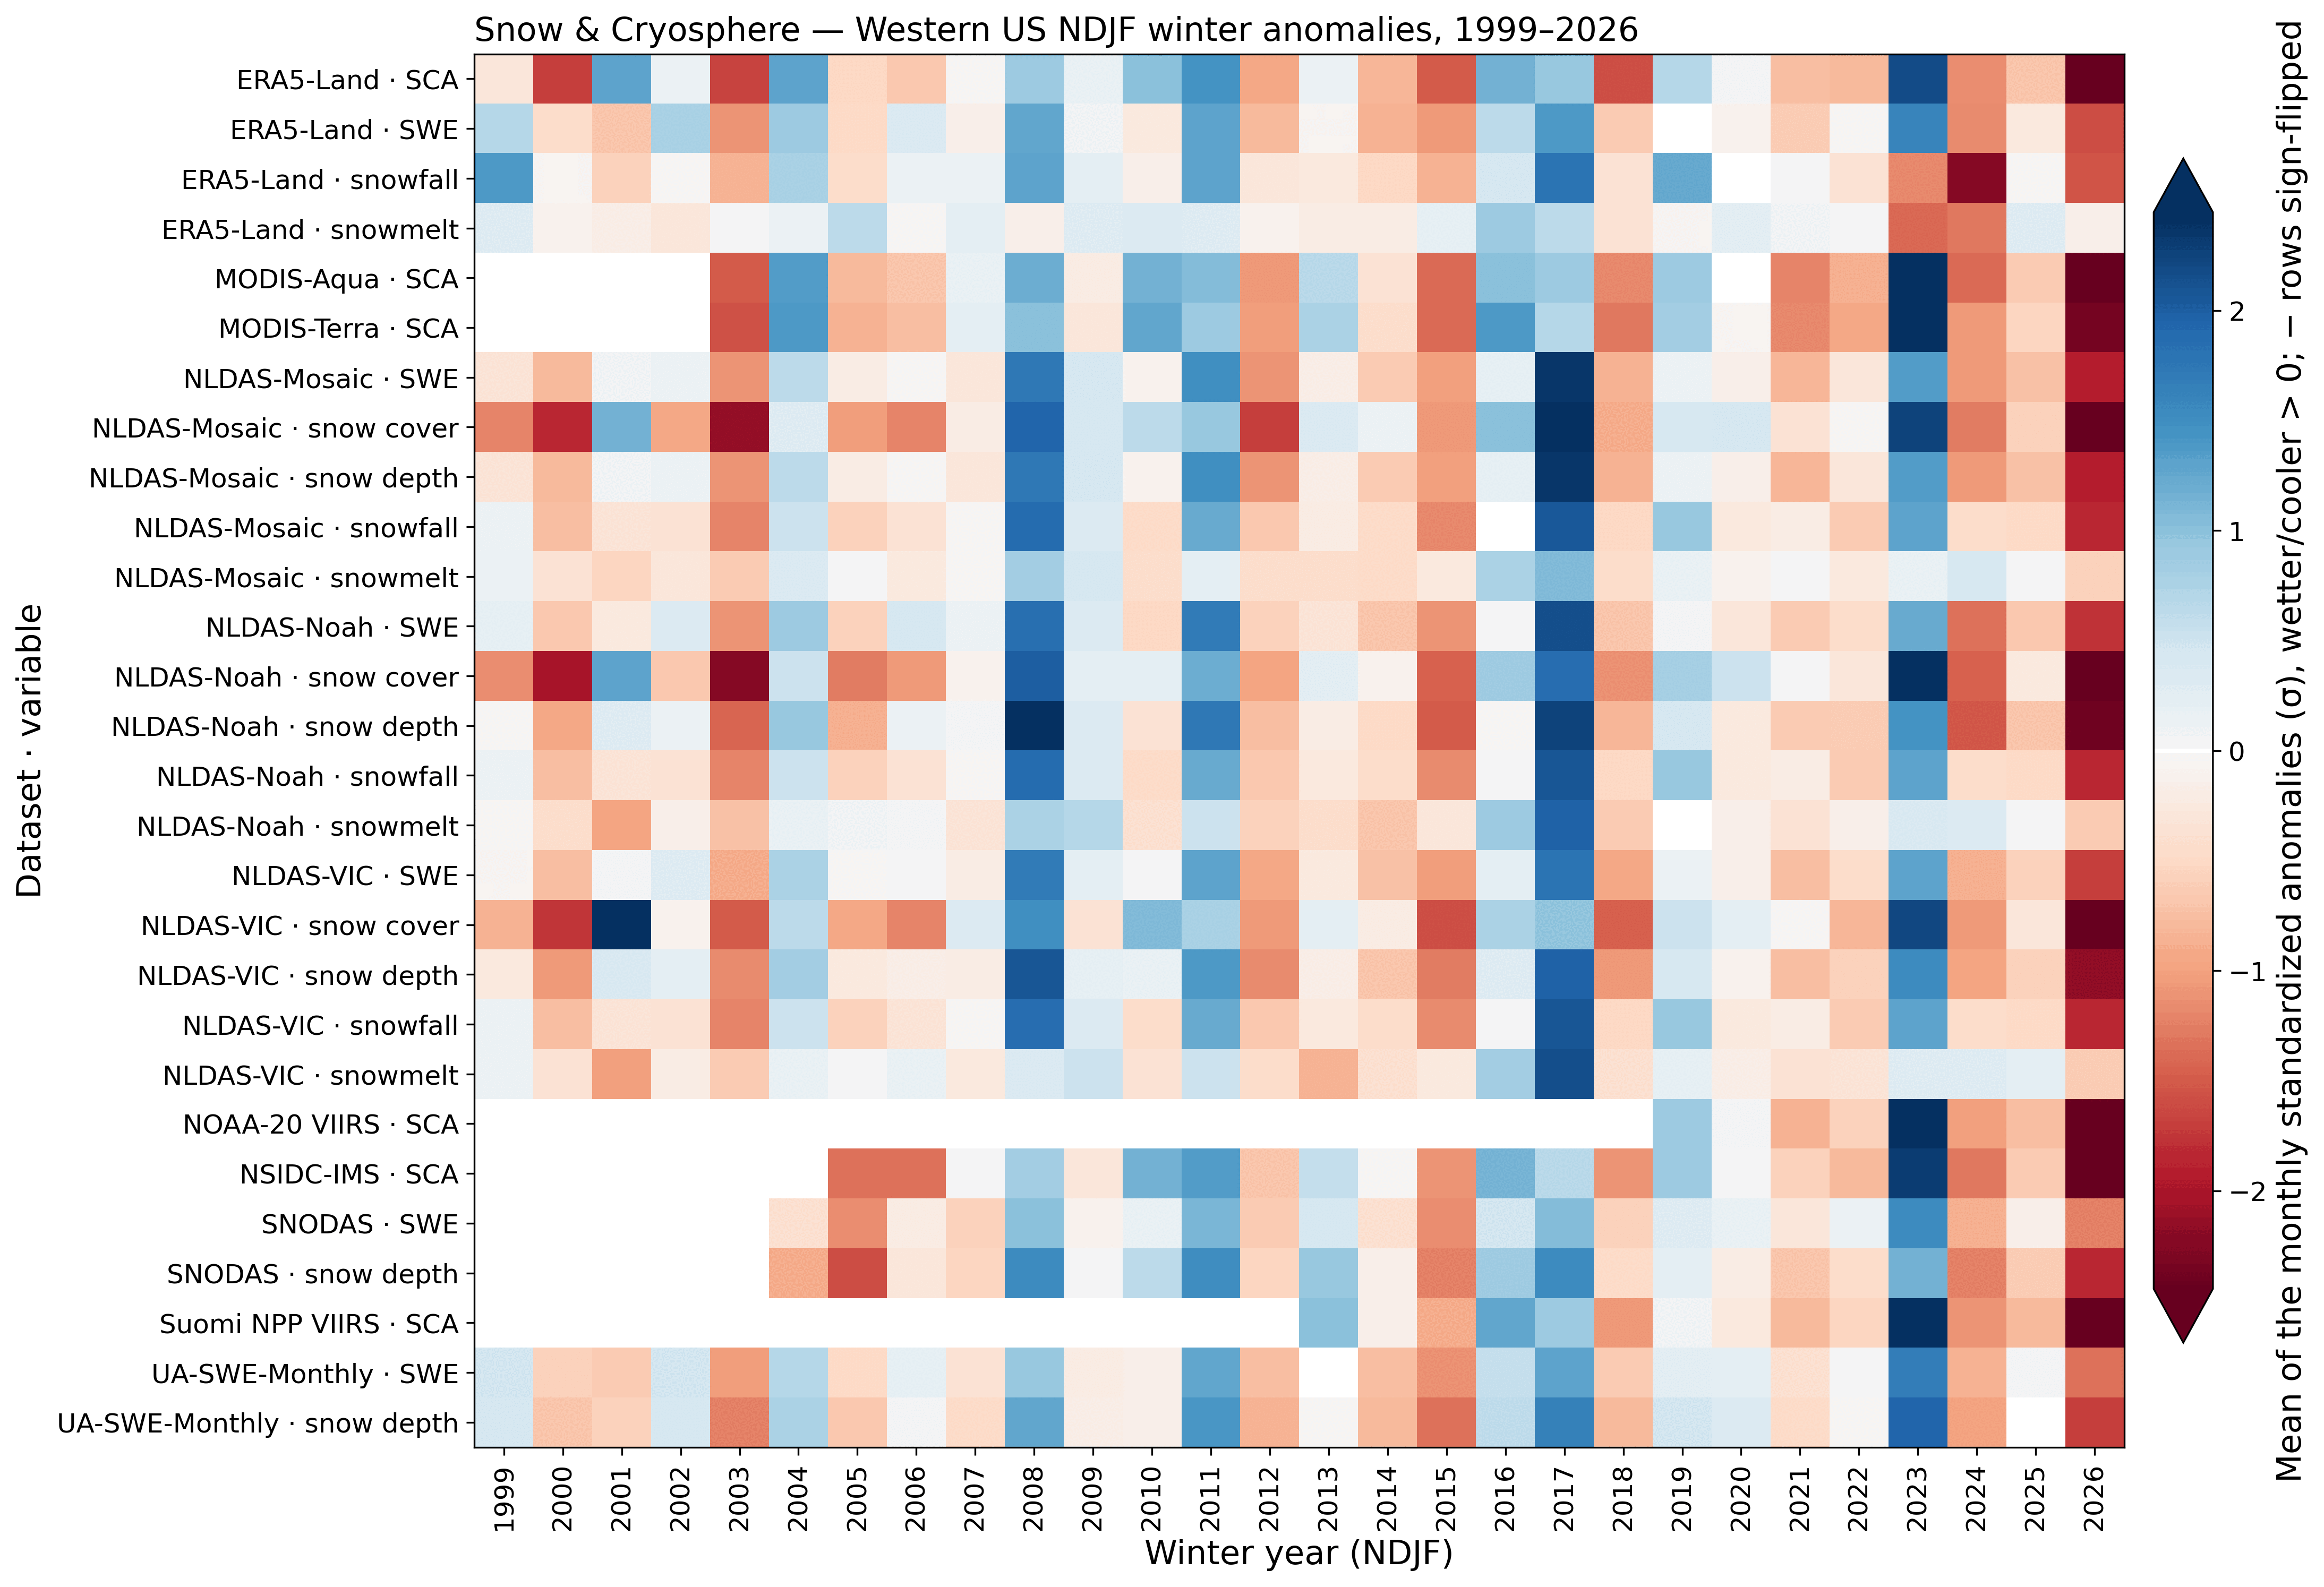 Snow & Cryosphere — Western US NDJF winter anomalies, 1999–2026
Dataset · variable
ERA5-Land · SCA
ERA5-Land · SWE
ERA5-Land · snowfall
ERA5-Land · snowmelt
MODIS-Aqua · SCA
MODIS-Terra · SCA
NLDAS-Mosaic · SWE
NLDAS-Mosaic · snow cover
NLDAS-Mosaic · snow depth
NLDAS-Mosaic · snowfall
NLDAS-Mosaic · snowmelt
NLDAS-Noah · SWE
NLDAS-Noah · snow cover
NLDAS-Noah · snow depth
NLDAS-Noah · snowfall
NLDAS-Noah · snowmelt
NLDAS-VIC · SWE
NLDAS-VIC · snow cover
NLDAS-VIC · snow depth
NLDAS-VIC · snowfall
NLDAS-VIC · snowmelt
NOAA-20 VIIRS · SCA
NSIDC-IMS · SCA
SNODAS · SWE
SNODAS · snow depth
Suomi NPP VIIRS · SCA
UA-SWE-Monthly · SWE
UA-SWE-Monthly · snow depth
1999 2000 2001 2002 2003 2004 2005 2006 2007 2008 2009 2010 2011 2012 2013 2014 2015 2016 2017 2018 2019 2020 2021 2022 2023 2024 2025 2026
Winter year (NDJF)
2
1
0
−1
−2
Mean of the monthly standardized anomalies (σ), wetter/cooler > 0; − rows sign-flipped